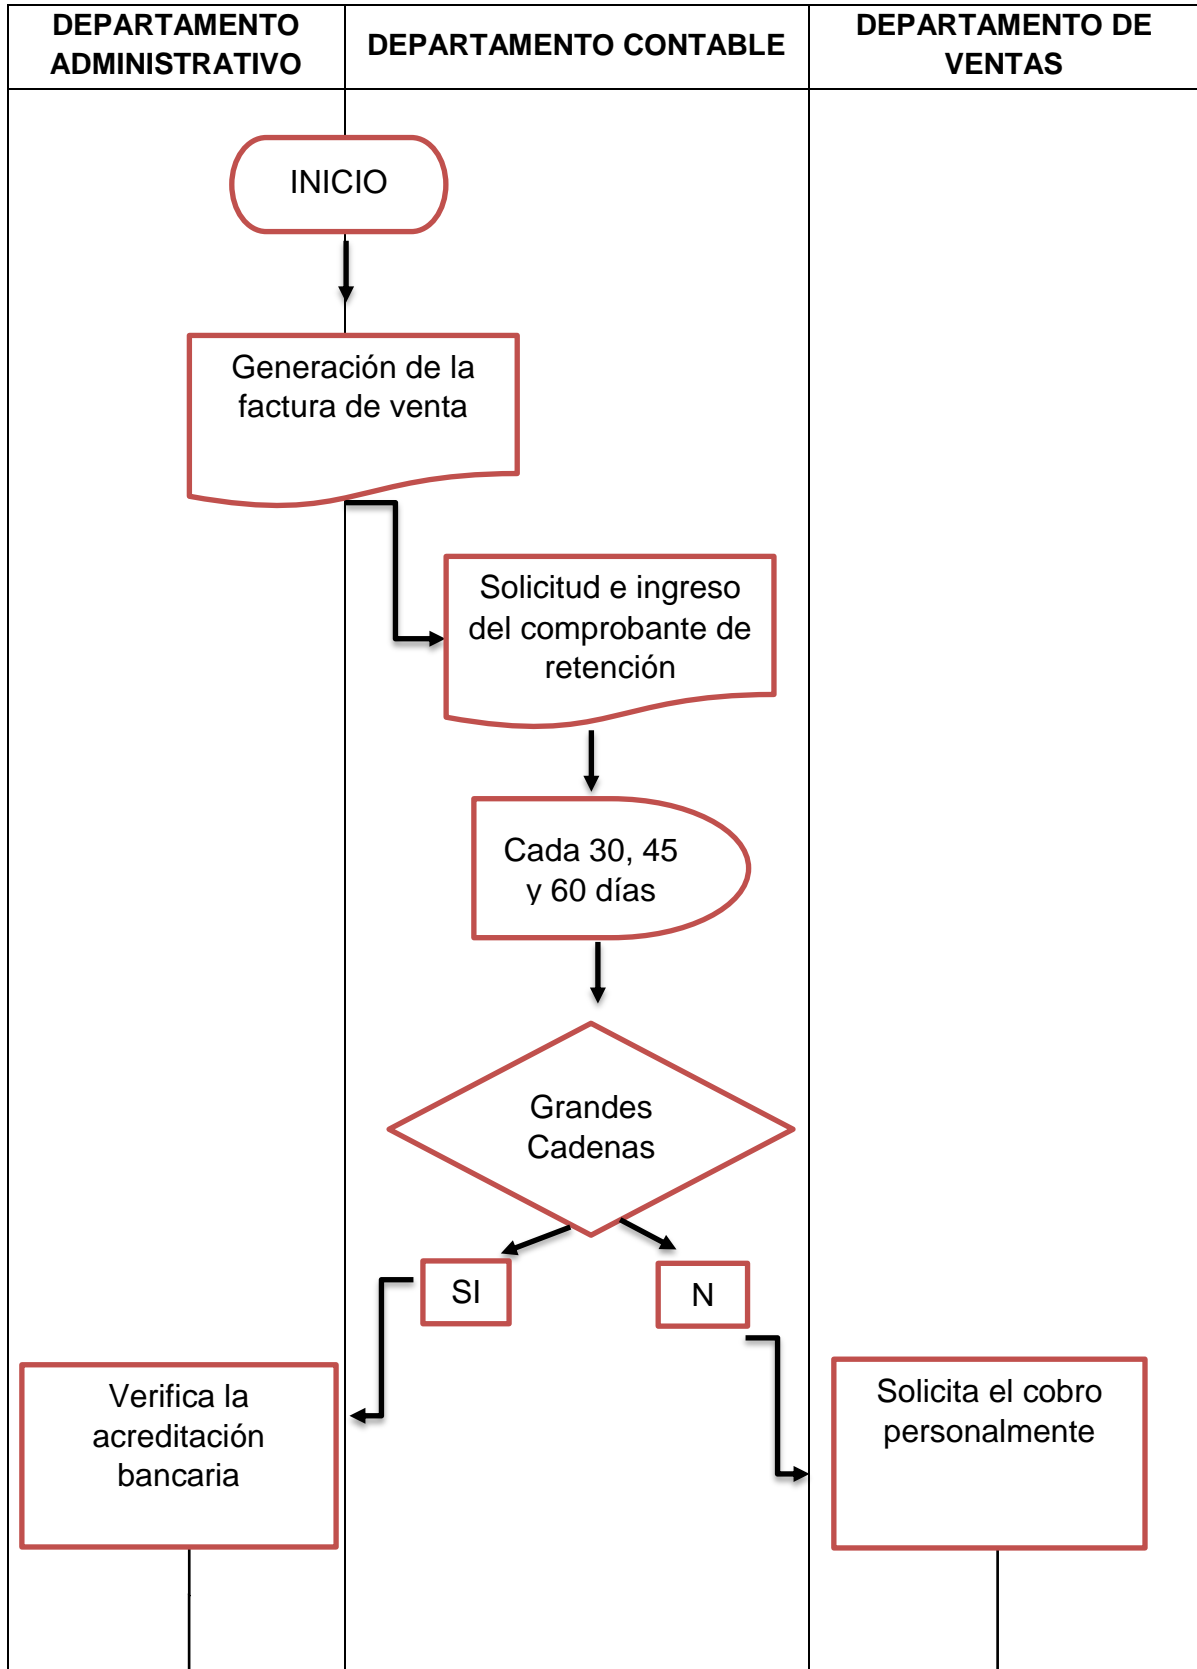 DEPARTAMENTO
ADMINISTRATIVO
DEPARTAMENTO CONTABLE
DEPARTAMENTO DE
VENTAS
INICIO
Generación de la
factura de venta
Solicitud e ingreso
del comprobante de
retención
Cada 30, 45
y 60 días
Grandes
Cadenas
SI
N
Verifica la
acreditación
bancaria
Solicita el cobro
personalmente